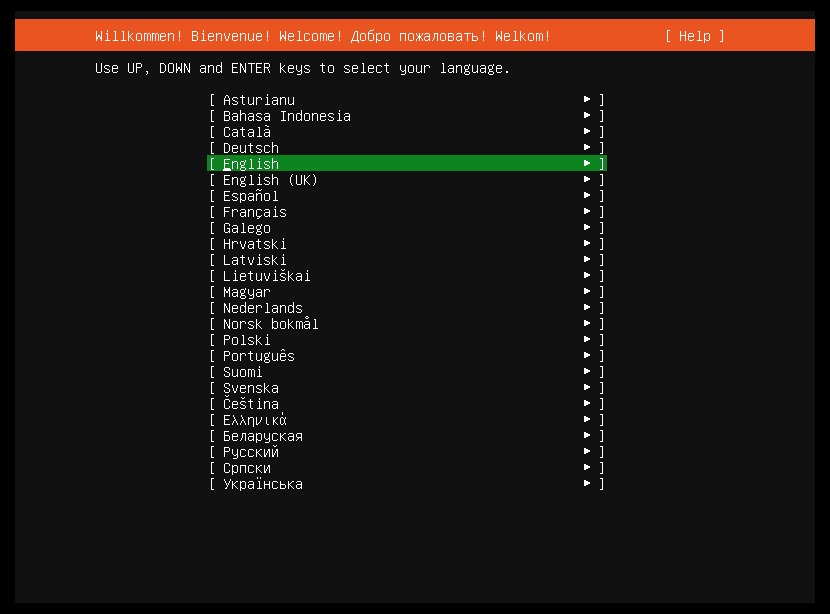 Willkommen! Bienvenue! Welcome! Добро пожаловать! Welkom! [ Help ]
Use UP, DOWN and ENTER keys to select your language.
[ Asturianu ► ]
[ Bahasa Indonesia ► ]
[ Català ► ]
[ Deutsch ► ]
[ English ► ]
[ English (UK) ► ]
[ Español ► ]
[ Français ► ]
[ Galego ► ]
[ Hrvatski ► ]
[ Latviski ► ]
[ Lietuviškai ► ]
[ Magyar ► ]
[ Nederlands ► ]
[ Norsk bokmål ► ]
[ Polski ► ]
[ Português ► ]
[ Suomi ► ]
[ Svenska ► ]
[ Čeština ► ]
[ Ελληνικά ► ]
[ Беларуская ► ]
[ Русский ► ]
[ Српски ► ]
[ Українська ► ]